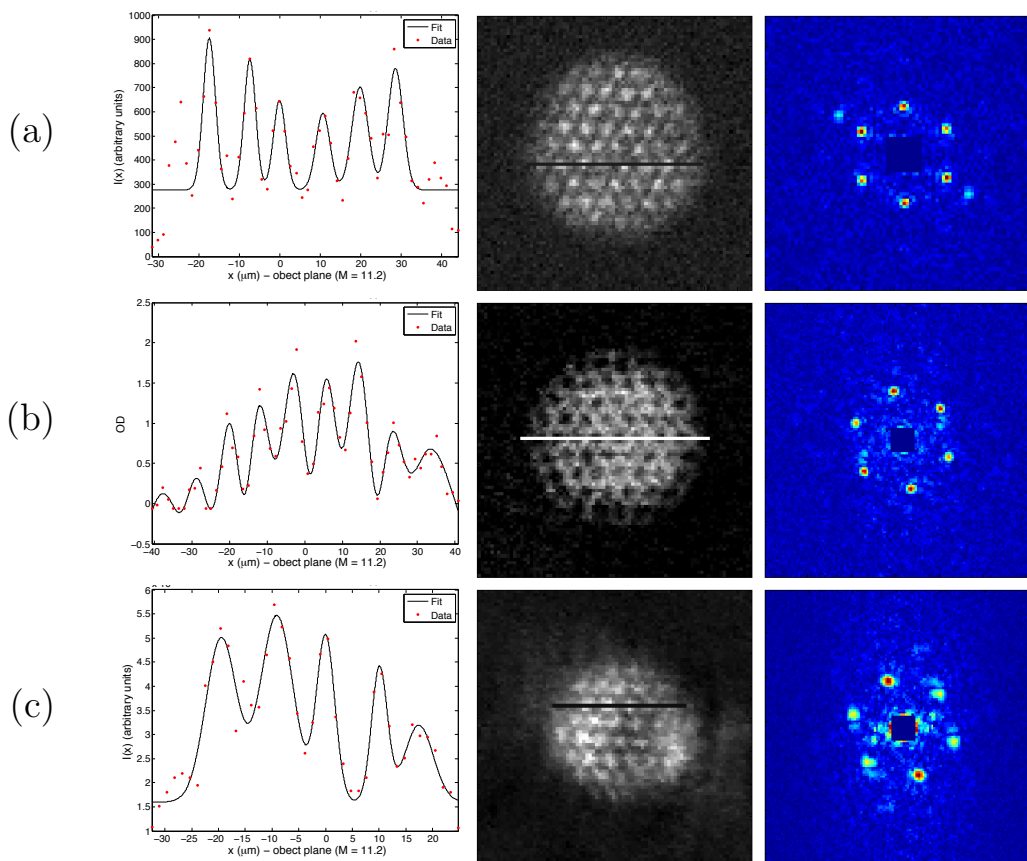 (a)
1000
900
800
700
600
500
400
300
200
100
0
I(x) (arbitrary units)
Fit
Data
−30 −20 −10 0 10 20 30 40
x (μm) − obect plane (M = 11.2)
(b)
2.5
2
1.5
1
0.5
0
−0.5
OD
Fit
Data
−40 −30 −20 −10 0 10 20 30 40
x (μm) − obect plane (M = 11.2)
(c)
6
5.5
5
4.5
4
3.5
3
2.5
2
1.5
1
I(x) (arbitrary units)
Fit
Data
−30 −25 −20 −15 −10 −5 0 5 10 15 20
x (μm) − obect plane (M = 11.2)